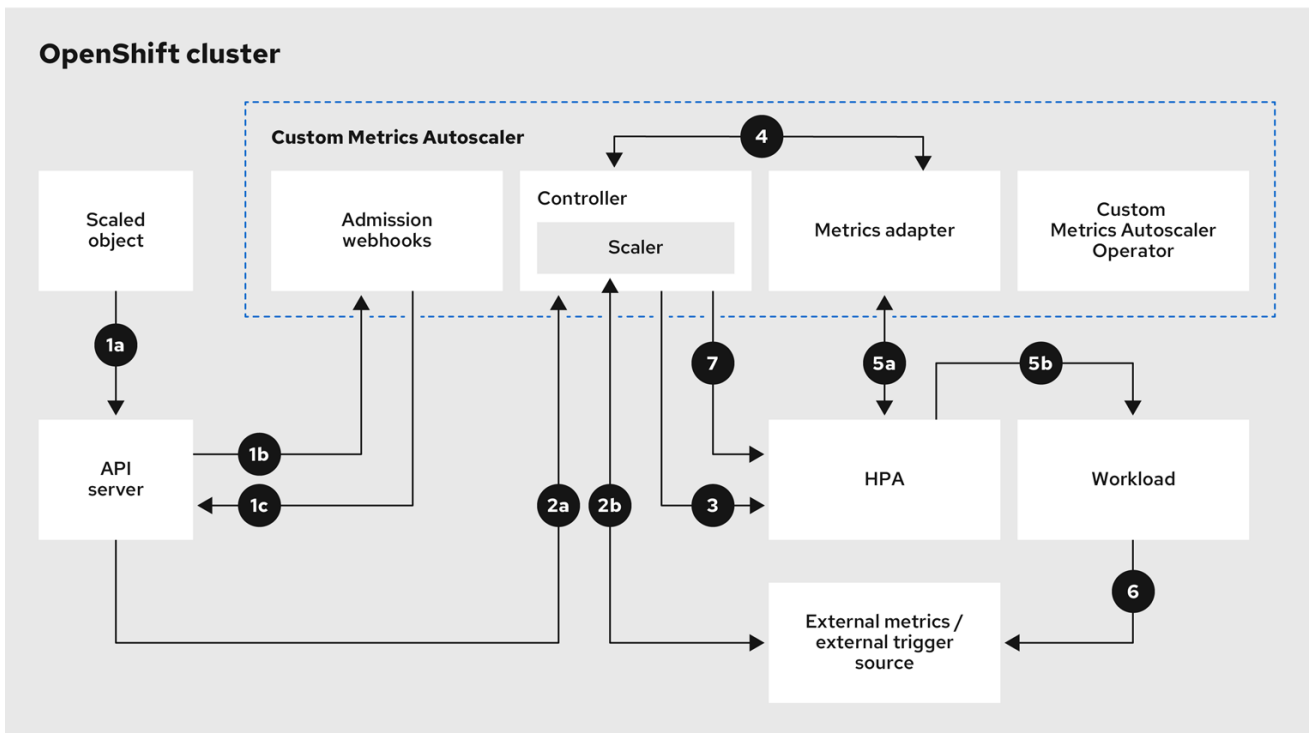 OpenShift cluster
Custom Metrics Autoscaler
4
Scaled
object
Admission
webhooks
Controller
Scaler
Metrics adapter
Custom
Metrics Autoscaler
Operator
1a
7
5a
5b
API
server
1b
1c
2a
2b
3
HPA
Workload
6
External metrics /
external trigger
source